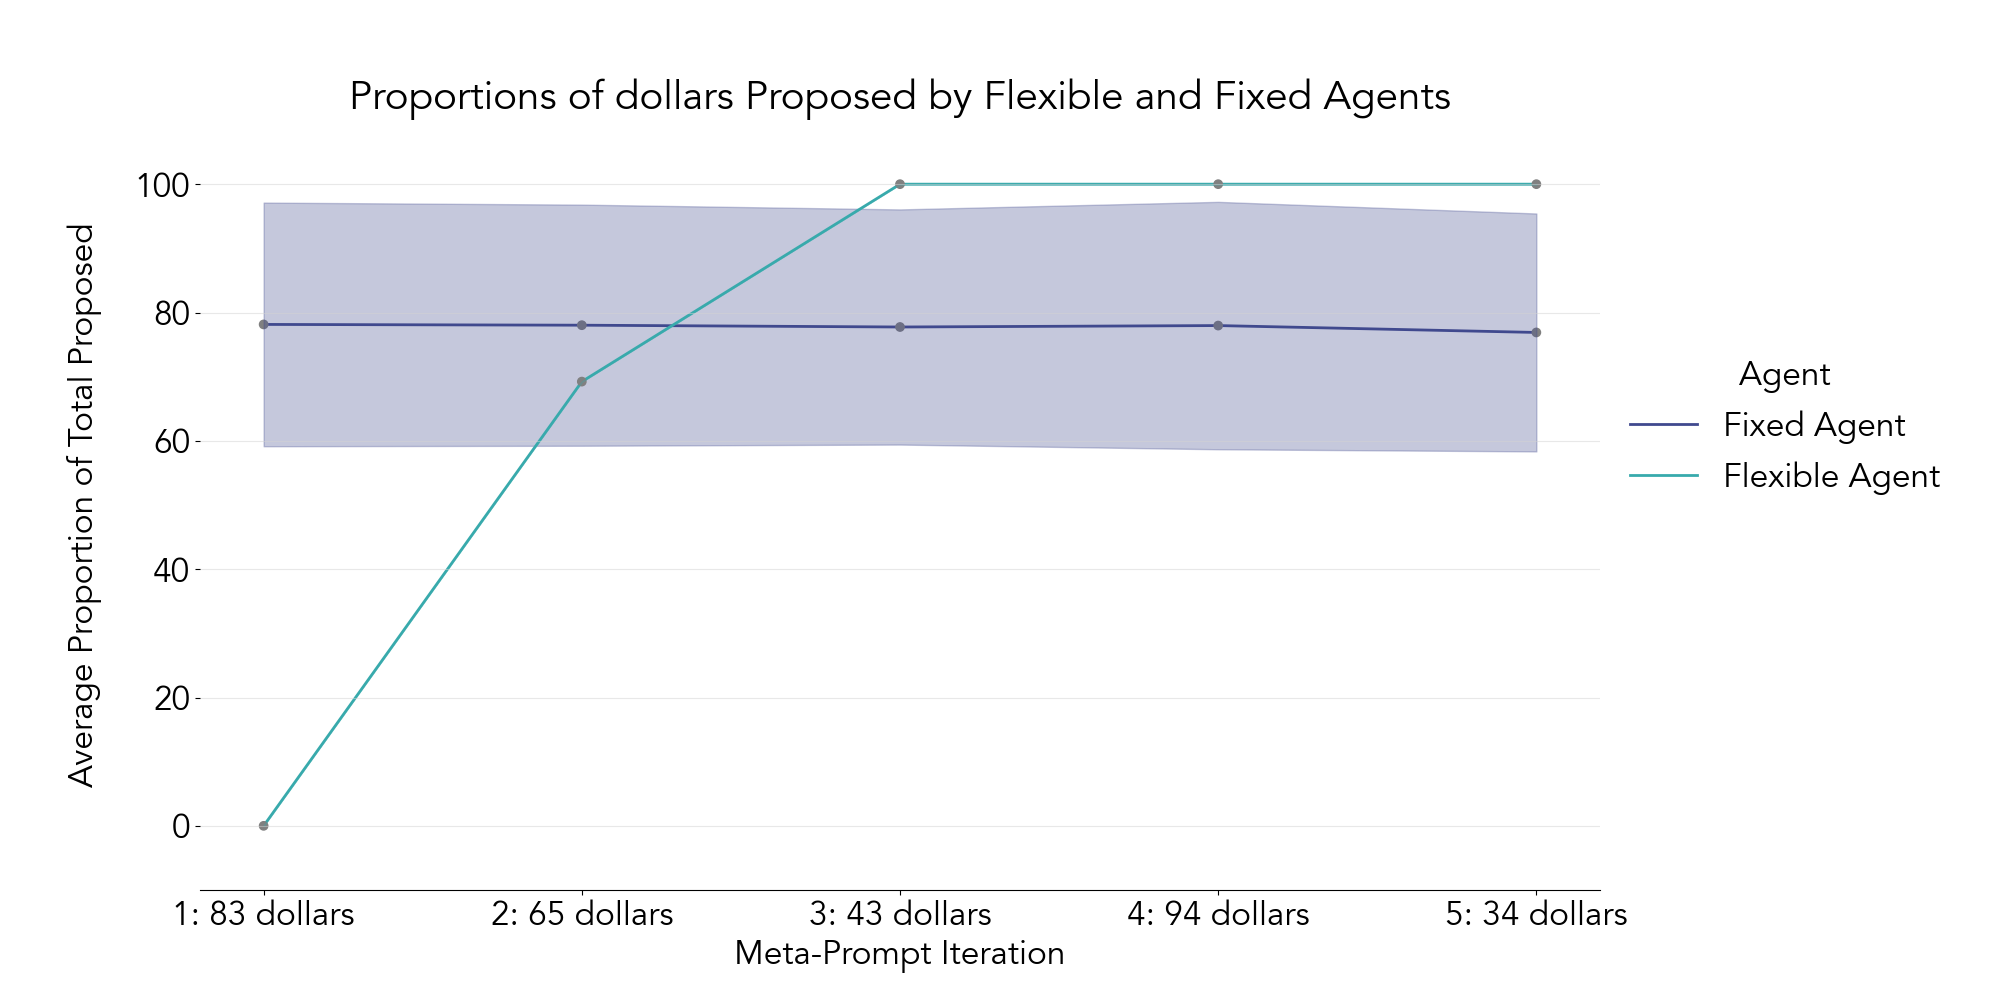 Proportions of dollars Proposed by Flexible and Fixed Agents
Average Proportion of Total Proposed
100
80
60
40
20
0
1: 83 dollars
2: 65 dollars
3: 43 dollars
4: 94 dollars
5: 34 dollars
Meta-Prompt Iteration
Agent
Fixed Agent
Flexible Agent